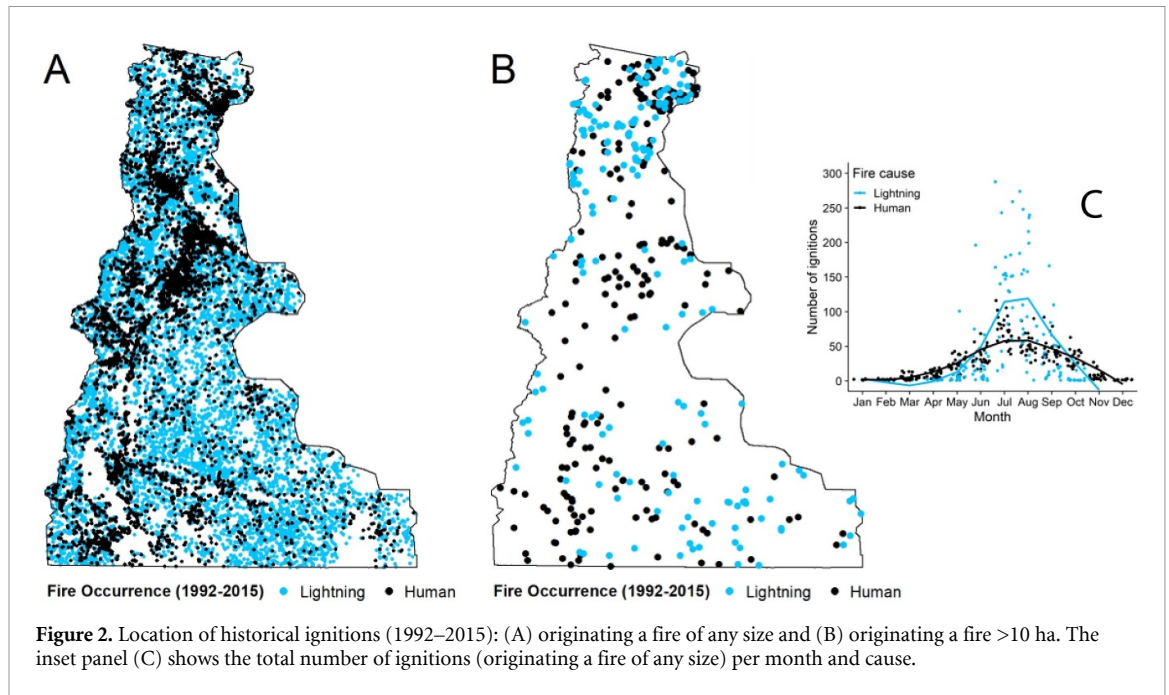 A
B
C
300
250
200
150
100
50
0
Number of ignitions
Fire cause
Lightning
Human
Jan Feb Mar Apr May Jun Jul Aug Sep Oct Nov Dec
Month
Fire Occurrence (1992-2015) Lightning Human
Fire Occurrence (1992-2015) Lightning Human
Figure 2. Location of historical ignitions (1992–2015): (A) originating a fire of any size and (B) originating a fire >10 ha. The
inset panel (C) shows the total number of ignitions (originating a fire of any size) per month and cause.